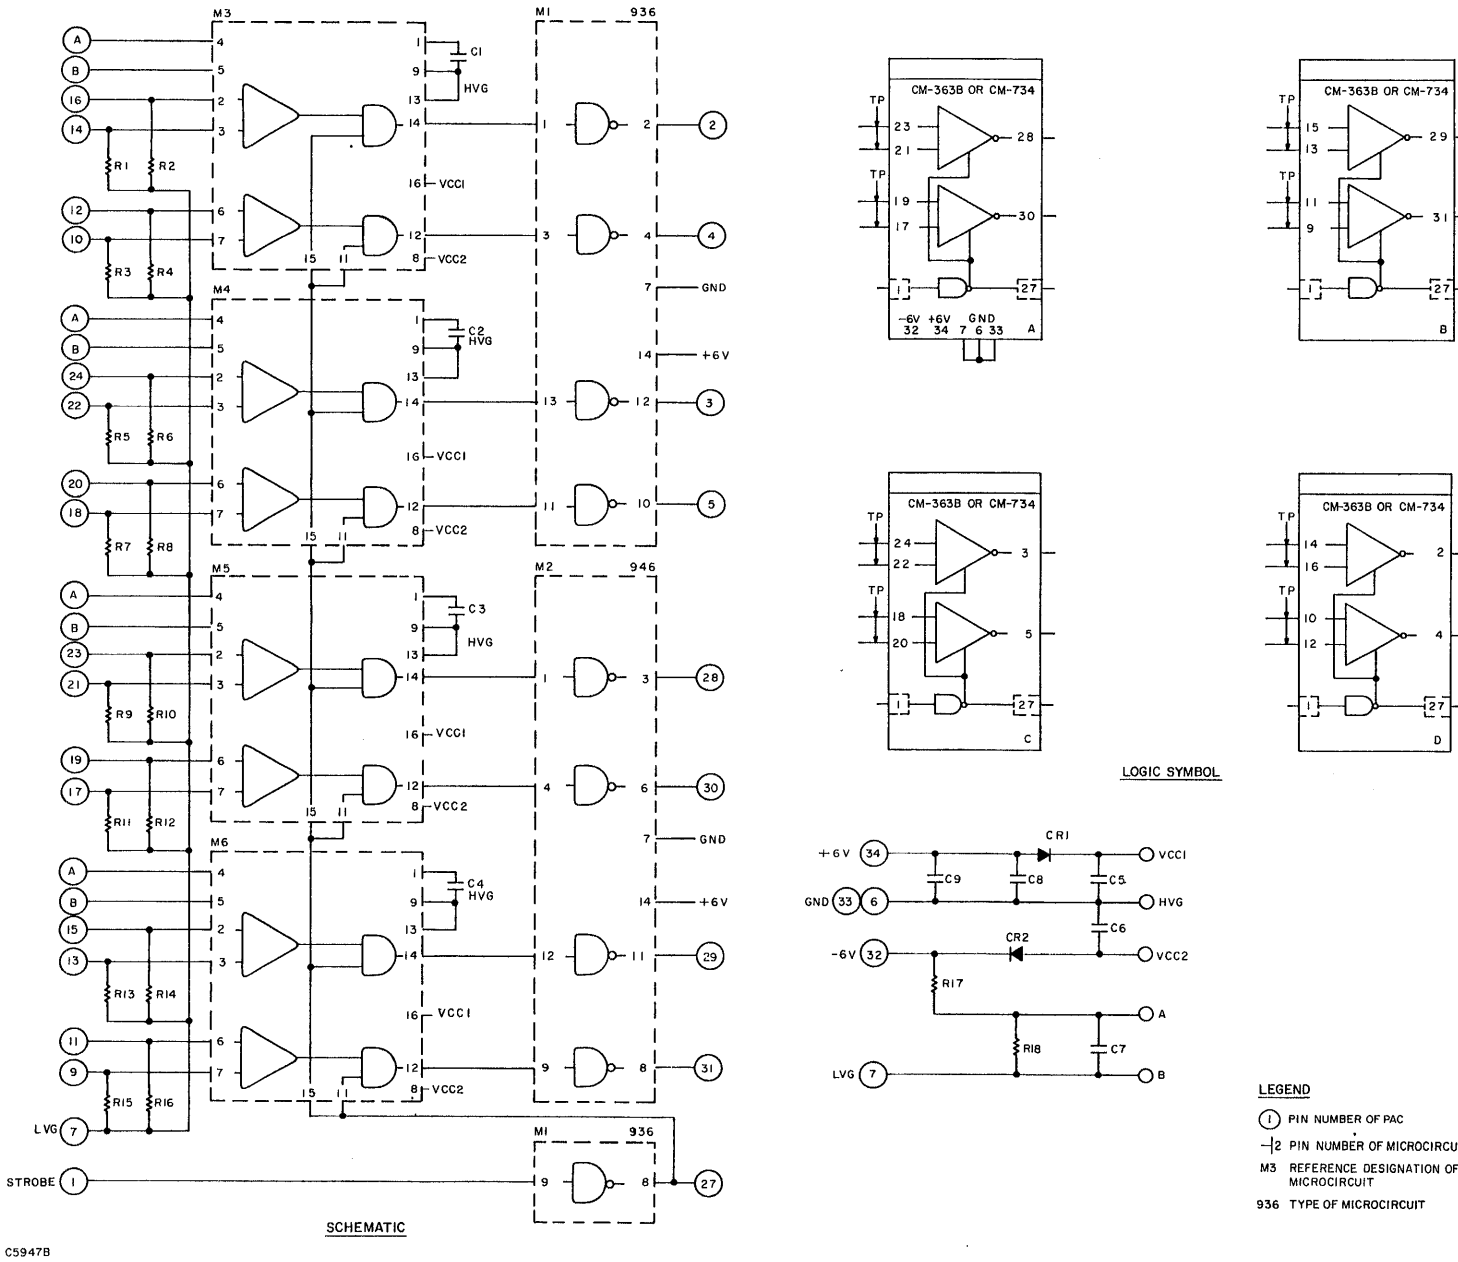 M3
A
4
B
5
16
2
14
3
R1
R2
12
6
10
7
R3
R4
15
11
1
C1
9
HVG
13
14
16
VCC1
12
8
VCC2
M1
936
1
2
2
3
4
4
7
GND
14
+6V
13
12
3
11
10
5
M4
A
4
B
5
24
2
22
3
R5
R6
20
6
18
7
R7
R8
15
11
1
C2
HVG
9
13
14
16
VCC1
12
8
VCC2
M5
A
4
B
5
23
2
21
3
R9
R10
19
6
17
7
R11
R12
15
11
1
C3
9
HVG
13
14
16
VCC1
12
8
VCC2
M2
946
1
3
28
4
6
30
7
GND
14
+6V
12
11
29
9
8
31
M6
A
4
B
5
15
2
13
3
R13
R14
11
6
9
7
R15
R16
15
11
1
C4
HVG
9
13
14
16
VCC1
12
8
VCC2
LVG
7
M1
936
STROBE
1
9
8
27
SCHEMATIC
C5947B
CM-363B OR CM-734
TP
23
21
28
TP
19
17
30
1
27
-6V +6V GND
32 34 7 6 33
A
CM-363B OR CM-734
TP
15
13
29
TP
11
9
31
1
27
B
CM-363B OR CM-734
TP
24
22
3
TP
18
20
5
1
27
C
CM-363B OR CM-734
TP
14
16
2
TP
10
12
4
1
27
D
LOGIC SYMBOL
+6V
34
CR1
VCC1
C9
C8
C5
GND
33
6
HVG
C6
-6V
32
CR2
VCC2
R17
A
R18
C7
LVG
7
B
LEGEND
1 PIN NUMBER OF PAC
2 PIN NUMBER OF MICROCIRCU
M3 REFERENCE DESIGNATION OF
MICROCIRCUIT
936 TYPE OF MICROCIRCUIT